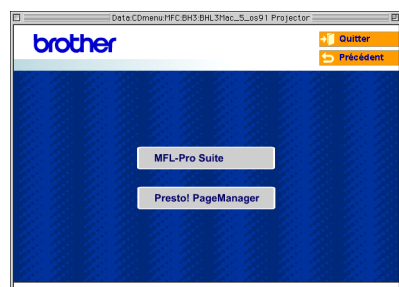 Data:CDmenu:MFC:BH3:BHL3Mac_5_os91 Projector
brother
Quitter
Précédent
MFL-Pro Suite
Presto! PageManager